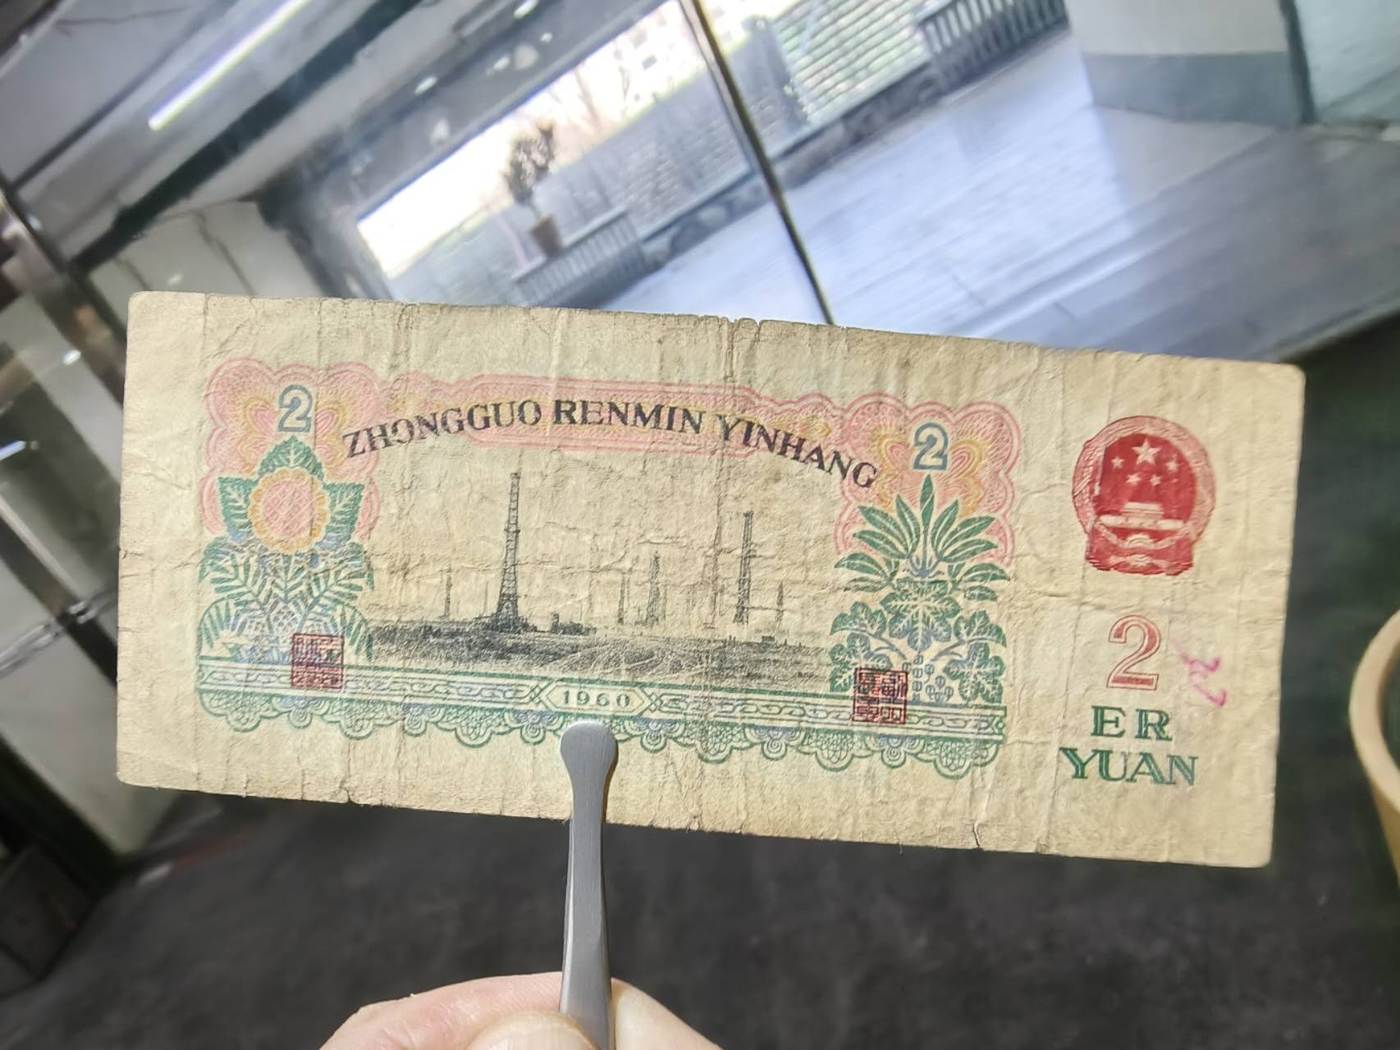 2
ZHONGGUO RENMIN YINHANG
2
1960
2
ER
YUAN